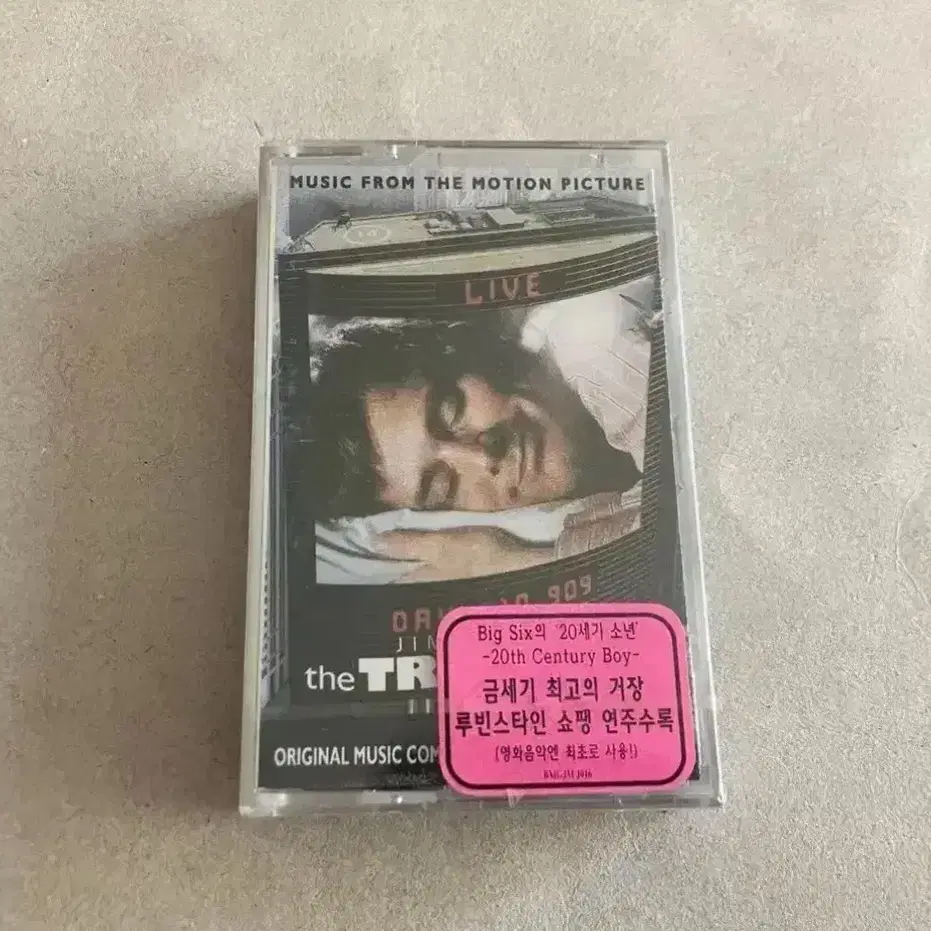 MUSIC FROM THE MOTION PICTURE
LIVE
909
the TR
ORIGINAL MUSIC COM
Big Six의 '20세기 소년'
-20th Century Boy-
금세기 최고의 거장
루빈스타인 쇼팽 연주수록
(영화음악엔 최초로 사용!)